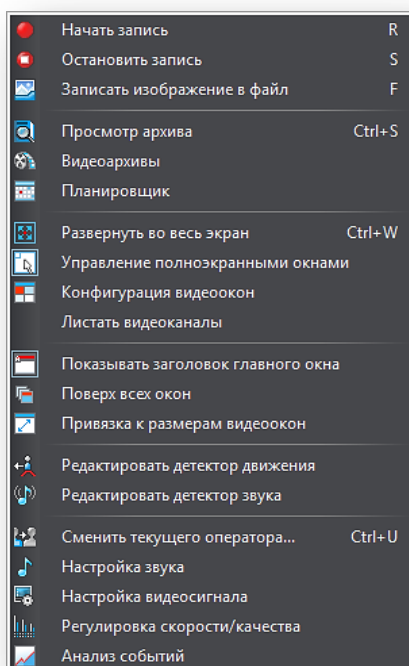 Начать запись R
Остановить запись S
Записать изображение в файл F
Просмотр архива Ctrl+S
Видеоархивы
Планировщик
Развернуть во весь экран Ctrl+W
Управление полноэкранными окнами
Конфигурация видеоокон
Листать видеоканалы
Показывать заголовок главного окна
Поверх всех окон
Привязка к размерам видеоокон
Редактировать детектор движения
Редактировать детектор звука
Сменить текущего оператора... Ctrl+U
Настройка звука
Настройка видеосигнала
Регулировка скорости/качества
Анализ событий